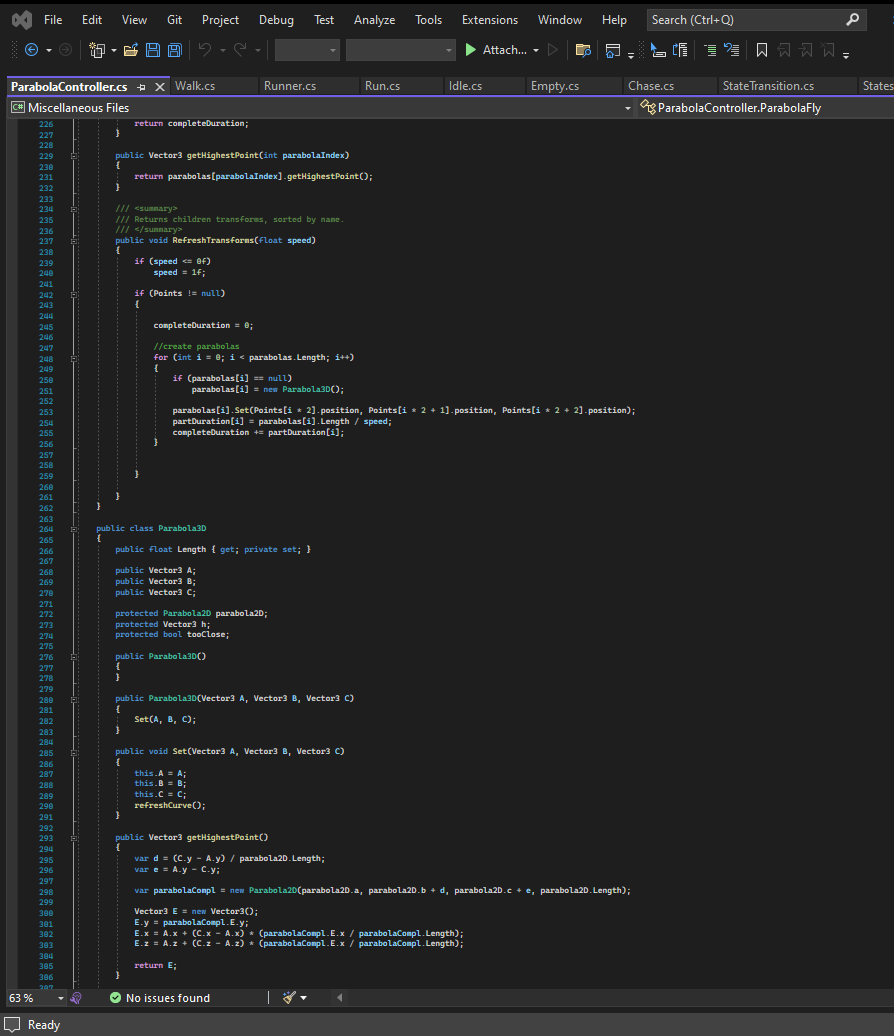 File Edit View Git Project Debug Test Analyze Tools Extensions Window Help Search (Ctrl+Q)
Attach...
ParabolaController.cs Walk.cs Runner.cs Run.cs Idle.cs Empty.cs Chase.cs StateTransition.cs States
C# Miscellaneous Files ParabolaController.ParabolaFly
226 return completeDuration;
227 }
228
229 public Vector3 getHighestPoint(int parabolaIndex)
230 {
231 return parabolas[parabolaIndex].getHighestPoint();
232 }
233
234 /// <summary>
235 /// Returns children transforms, sorted by name.
236 /// </summary>
237 public void RefreshTransforms(float speed)
238 {
239 if (speed <= 0f)
240 speed = 1f;
241
242 if (Points != null)
243 {
244
245 completeDuration = 0;
246
247 //create parabolas
248 for (int i = 0; i < parabolas.Length; i++)
249 {
250 if (parabolas[i] == null)
251 parabolas[i] = new Parabola3D();
252
253 parabolas[i].Set(Points[i * 2].position, Points[i * 2 + 1].position, Points[i * 2 + 2].position);
254 partDuration[i] = parabolas[i].Length / speed;
255 completeDuration += partDuration[i];
256 }
257
258
259 }
260
261 }
262 }
263
264 public class Parabola3D
265 {
266 public float Length { get; private set; }
267
268 public Vector3 A;
269 public Vector3 B;
270 public Vector3 C;
271
272 protected Parabola2D parabola2D;
273 protected Vector3 h;
274 protected bool tooClose;
275
276 public Parabola3D()
277 {
278 }
279
280 public Parabola3D(Vector3 A, Vector3 B, Vector3 C)
281 {
282 Set(A, B, C);
283 }
284
285 public void Set(Vector3 A, Vector3 B, Vector3 C)
286 {
287 this.A = A;
288 this.B = B;
289 this.C = C;
290 refreshCurve();
291 }
292
293 public Vector3 getHighestPoint()
294 {
295 var d = (C.y - A.y) / parabola2D.Length;
296 var e = A.y - C.y;
297
298 var parabolaCompl = new Parabola2D(parabola2D.a, parabola2D.b + d, parabola2D.c + e, parabola2D.Length);
299
300 Vector3 E = new Vector3();
301 E.y = parabolaCompl.E.y;
302 E.x = A.x + (C.x - A.x) * (parabolaCompl.E.x / parabolaCompl.Length);
303 E.z = A.z + (C.z - A.z) * (parabolaCompl.E.x / parabolaCompl.Length);
304
305 return E;
306 }
307
63 % No issues found
Ready